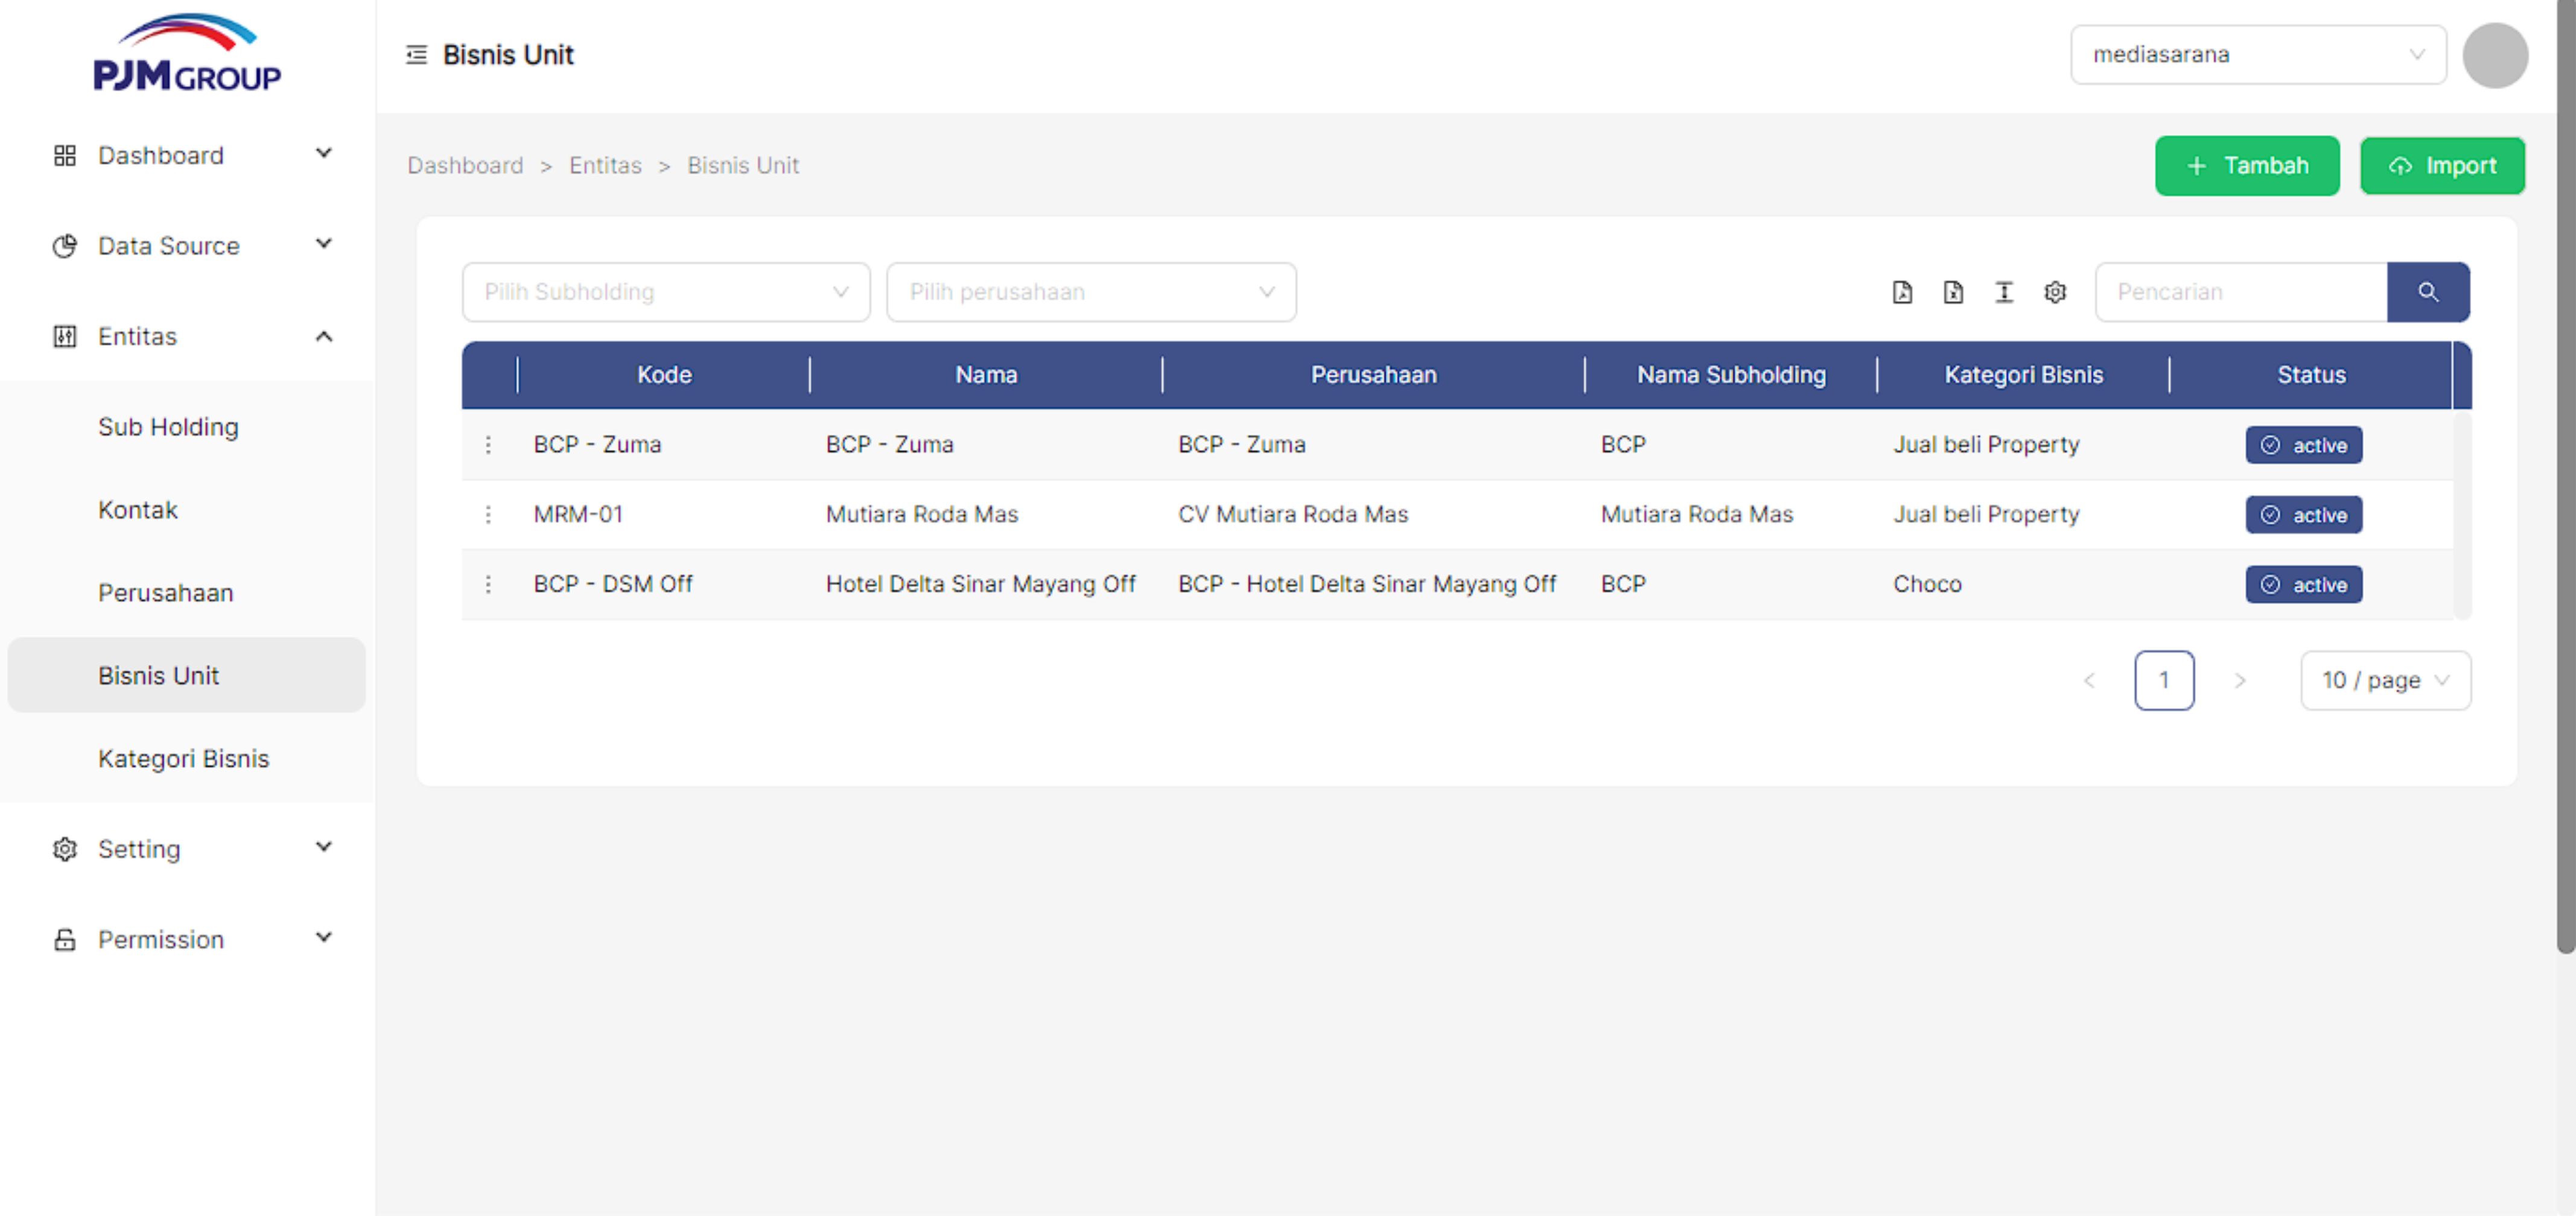 PJM GROUP
Bisnis Unit
mediasarana
Dashboard
Data Source
Entitas
Sub Holding
Kontak
Perusahaan
Bisnis Unit
Kategori Bisnis
Setting
Permission
Dashboard > Entitas > Bisnis Unit
+ Tambah Import
Pilih Subholding Pilih perusahaan Pencarian
Kode Nama Perusahaan Nama Subholding Kategori Bisnis Status
BCP - Zuma BCP - Zuma BCP - Zuma BCP Jual beli Property active
MRM-01 Mutiara Roda Mas CV Mutiara Roda Mas Mutiara Roda Mas Jual beli Property active
BCP - DSM Off Hotel Delta Sinar Mayang Off BCP - Hotel Delta Sinar Mayang Off BCP Choco active
< 1 > 10 / page